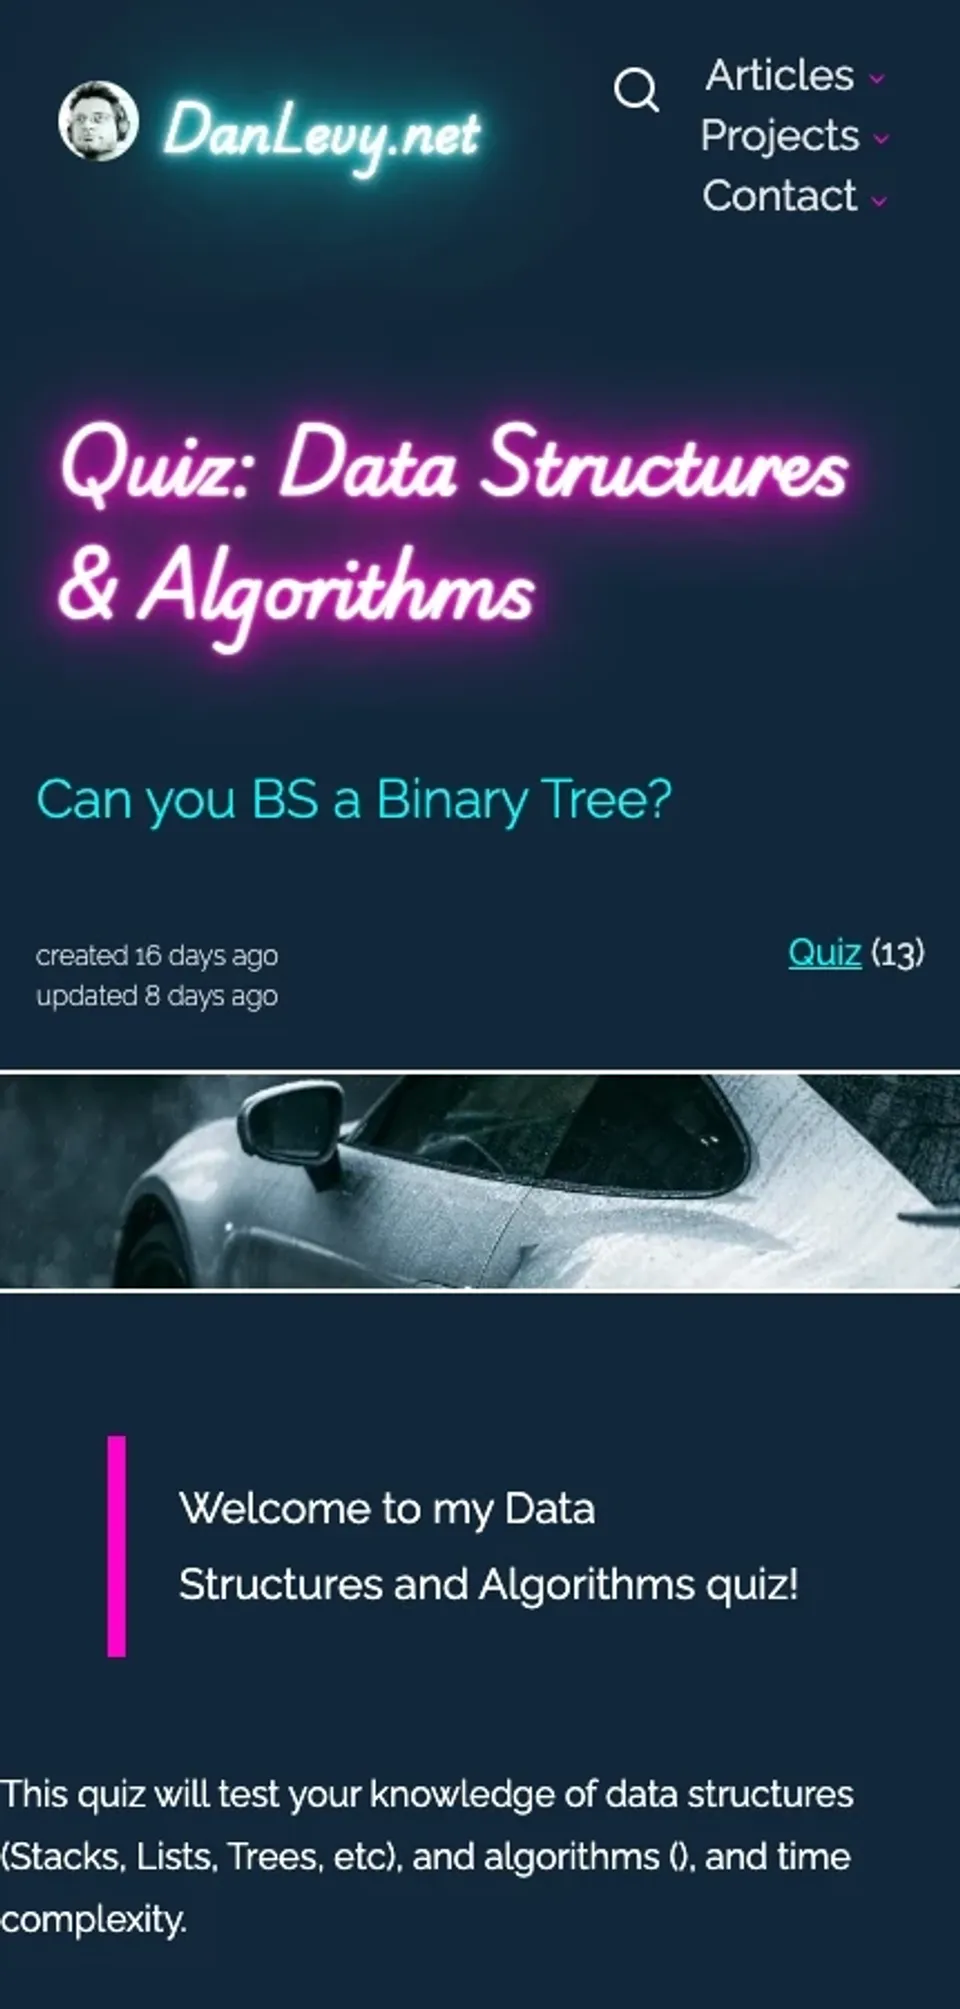 DanLevy.net
Articles
Projects
Contact
Quiz: Data Structures
& Algorithms
Can you BS a Binary Tree?
created 16 days ago
updated 8 days ago
Quiz (13)
Welcome to my Data
Structures and Algorithms quiz!
This quiz will test your knowledge of data structures
(Stacks, Lists, Trees, etc), and algorithms (), and time
complexity.